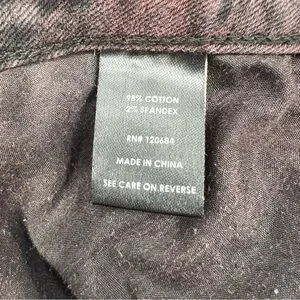 98% COTTON
2% SPANDEX
RN# 120684
MADE IN CHINA
SEE CARE ON REVERSE